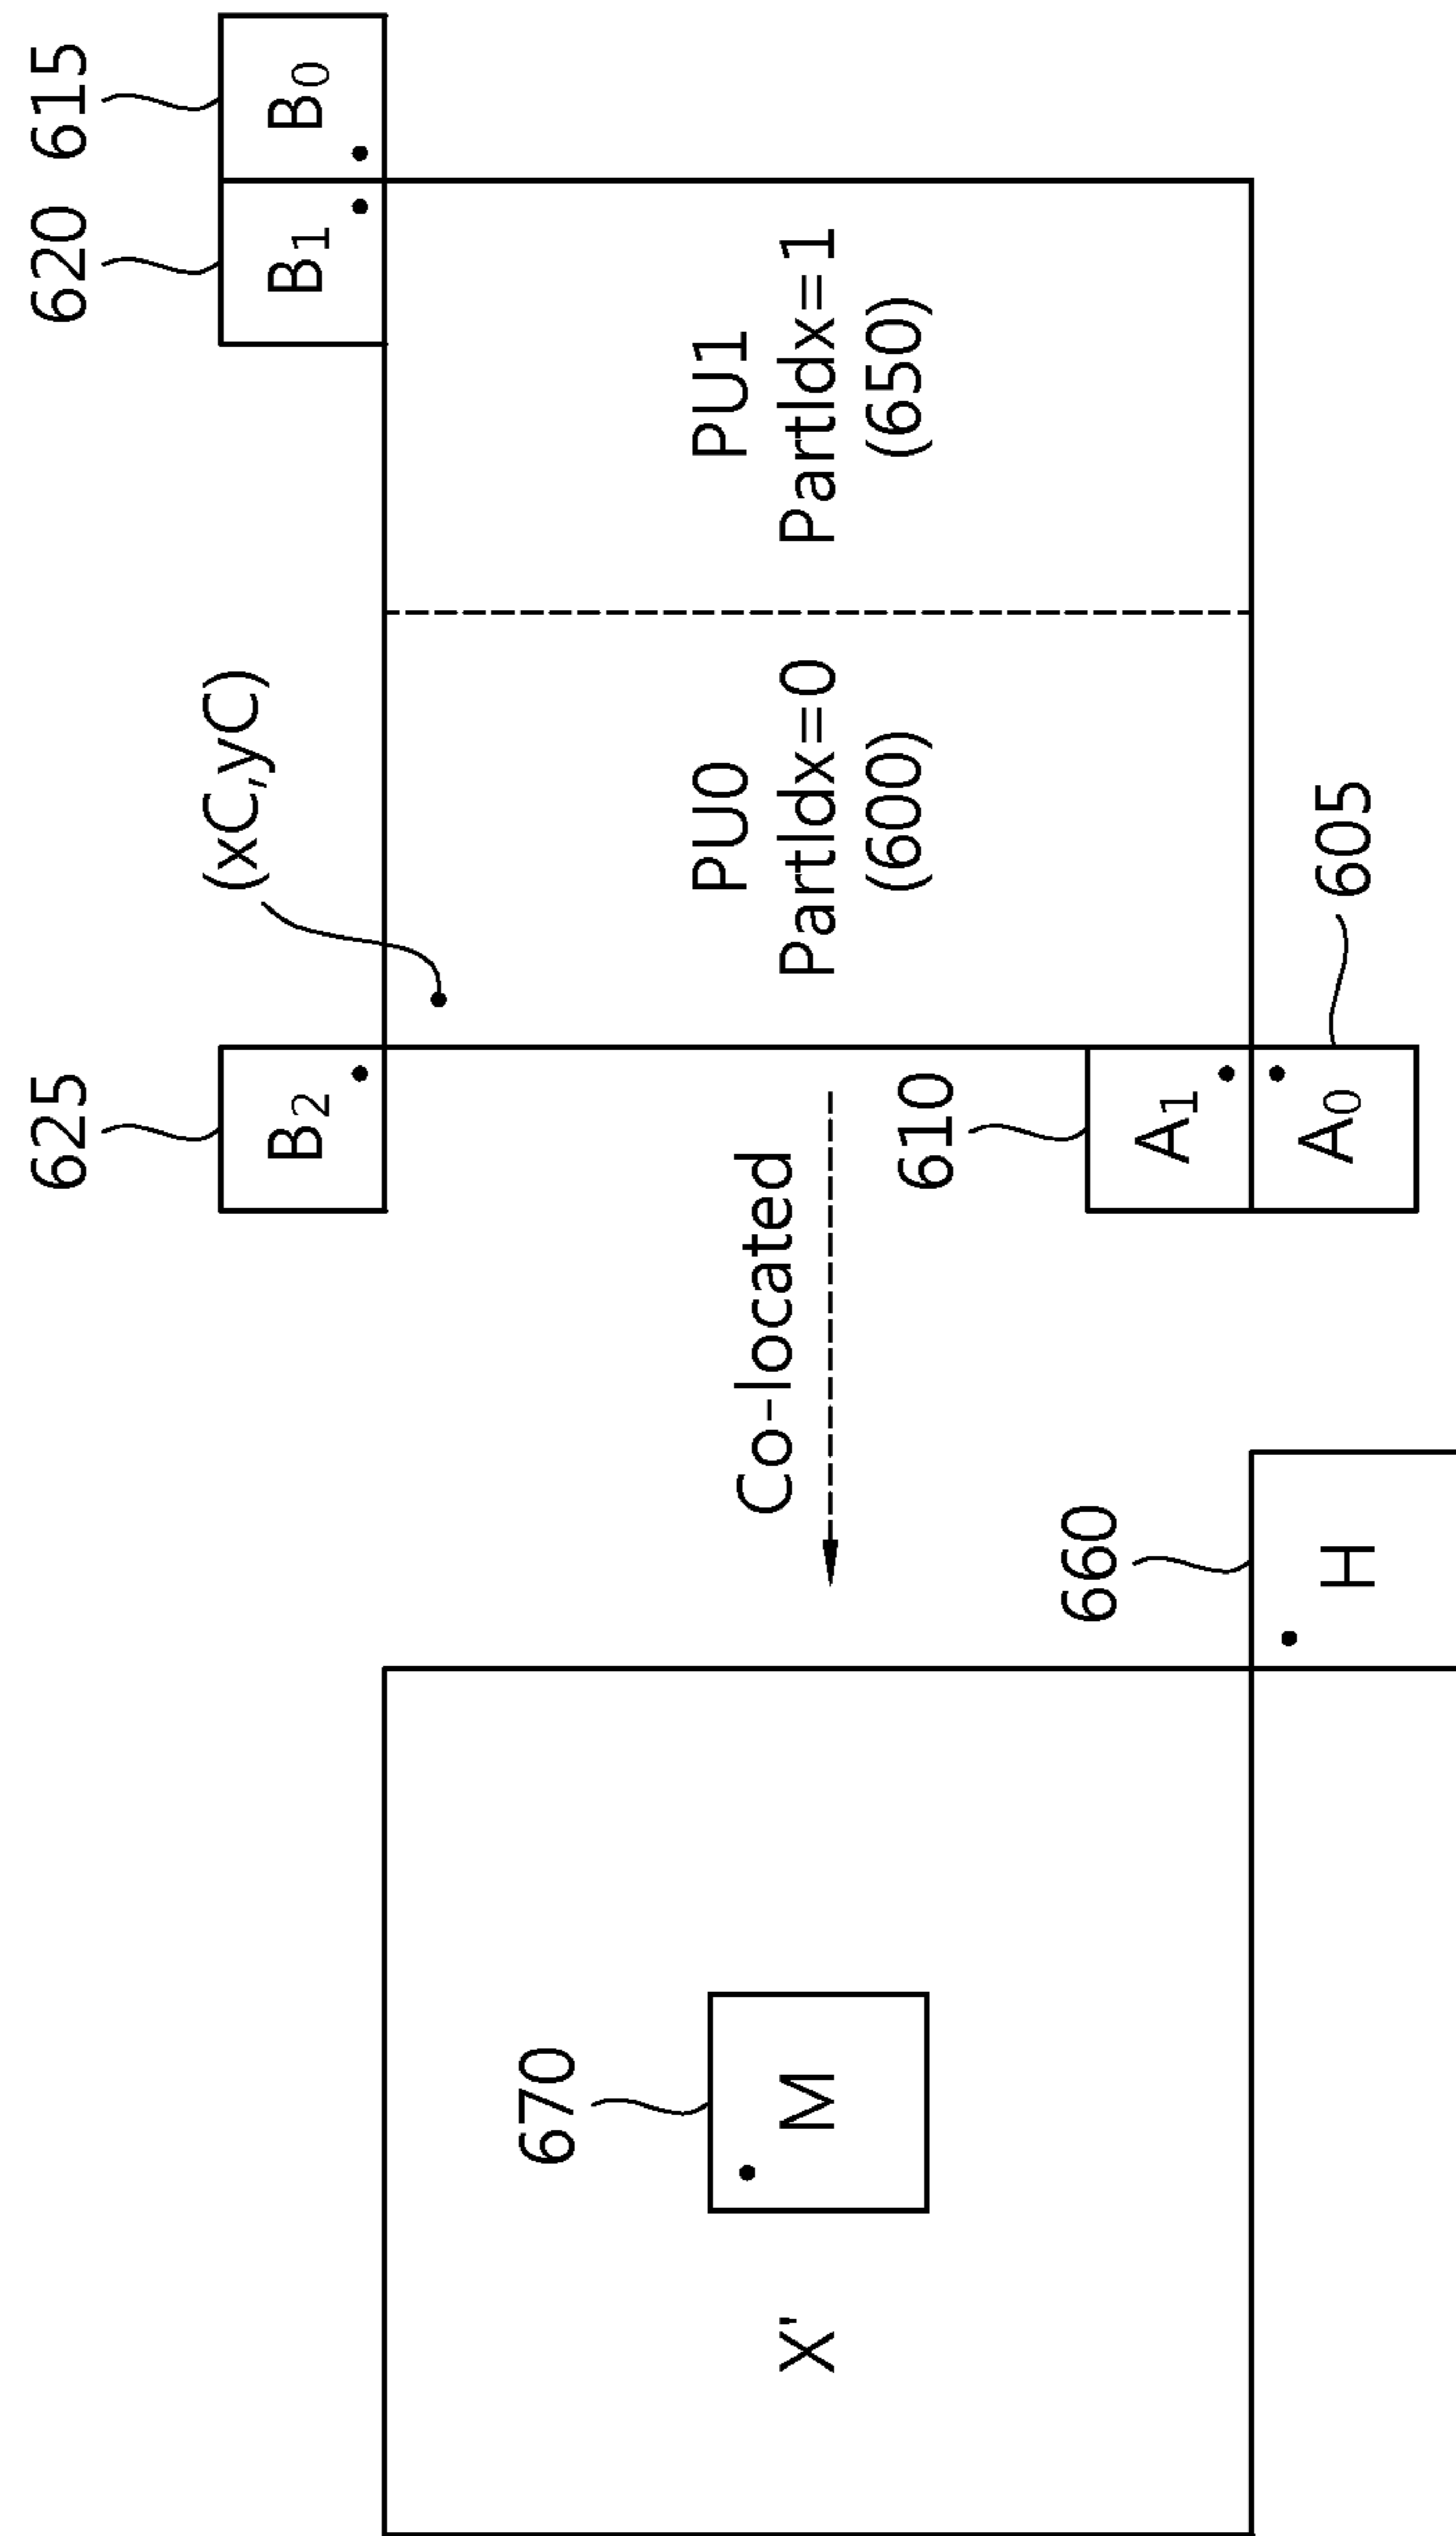 625
620
615
(xC,yC)
B2
B1
B0
670
Co-located
PU0
PartIdx=0
(600)
PU1
PartIdx=1
(650)
X'
M
660
610
A1
605
H
A0